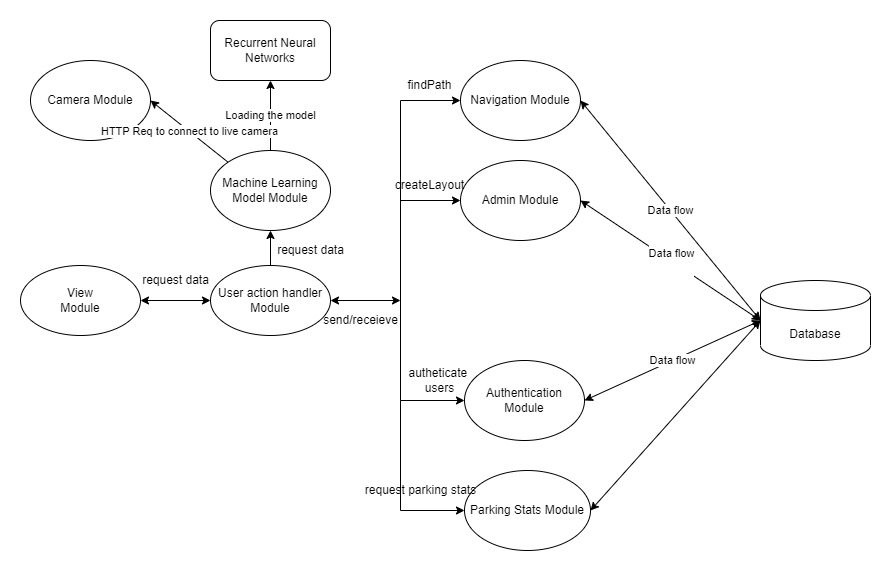 Recurrent Neural
Networks
Camera Module
Loading the model
HTTP Req to connect to live camera
Machine Learning
Model Module
request data
View
Module
request data
User action handler
Module
send/receieve
findPath
Navigation Module
createLayout
Admin Module
Data flow
Data flow
Database
autheticate
users
Authentication
Module
Data flow
request parking stats
Parking Stats Module